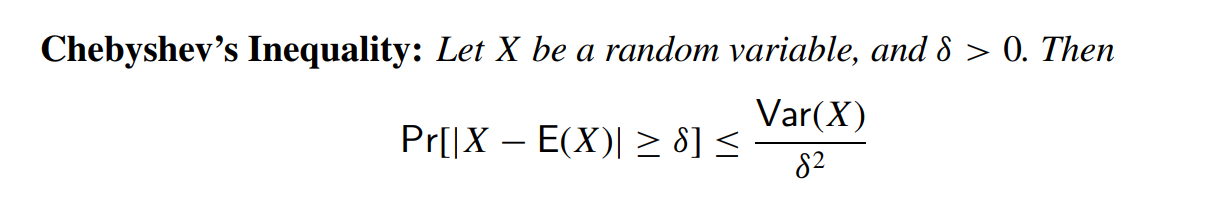 Chebyshev's Inequality: Let X be a random variable, and δ > 0. Then
Pr[|X − E(X)| ≥ δ] ≤ Var(X)/δ²